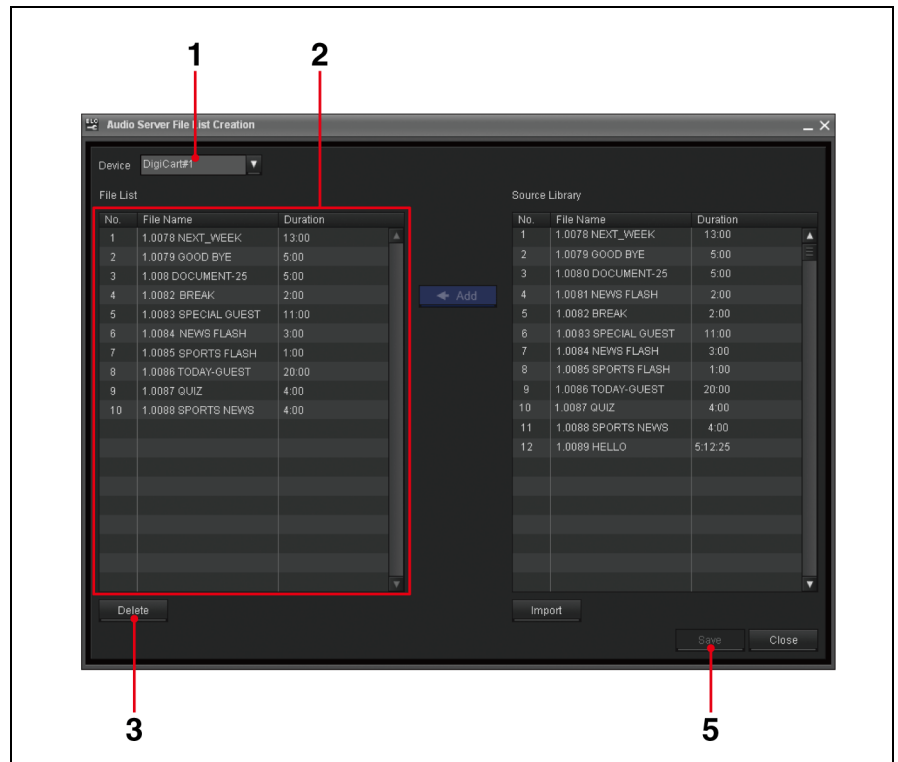 1 2
ELC Audio Server File List Creation
Device DigiCart#1
File List
No. File Name Duration
1 1.0078 NEXT_WEEK 13:00
2 1.0079 GOOD BYE 5:00
3 1.008 DOCUMENT-25 5:00
4 1.0082 BREAK 2:00
5 1.0083 SPECIAL GUEST 11:00
6 1.0084 NEWS FLASH 3:00
7 1.0085 SPORTS FLASH 1:00
8 1.0086 TODAY-GUEST 20:00
9 1.0087 QUIZ 4:00
10 1.0088 SPORTS NEWS 4:00
Delete
Add
Source Library
No. File Name Duration
1 1.0078 NEXT_WEEK 13:00
2 1.0079 GOOD BYE 5:00
3 1.0080 DOCUMENT-25 5:00
4 1.0081 NEWS FLASH 2:00
5 1.0082 BREAK 2:00
6 1.0083 SPECIAL GUEST 11:00
7 1.0084 NEWS FLASH 3:00
8 1.0085 SPORTS FLASH 1:00
9 1.0086 TODAY-GUEST 20:00
10 1.0087 QUIZ 4:00
11 1.0088 SPORTS NEWS 4:00
12 1.0089 HELLO 5:12:25
Import
Save Close
3 5